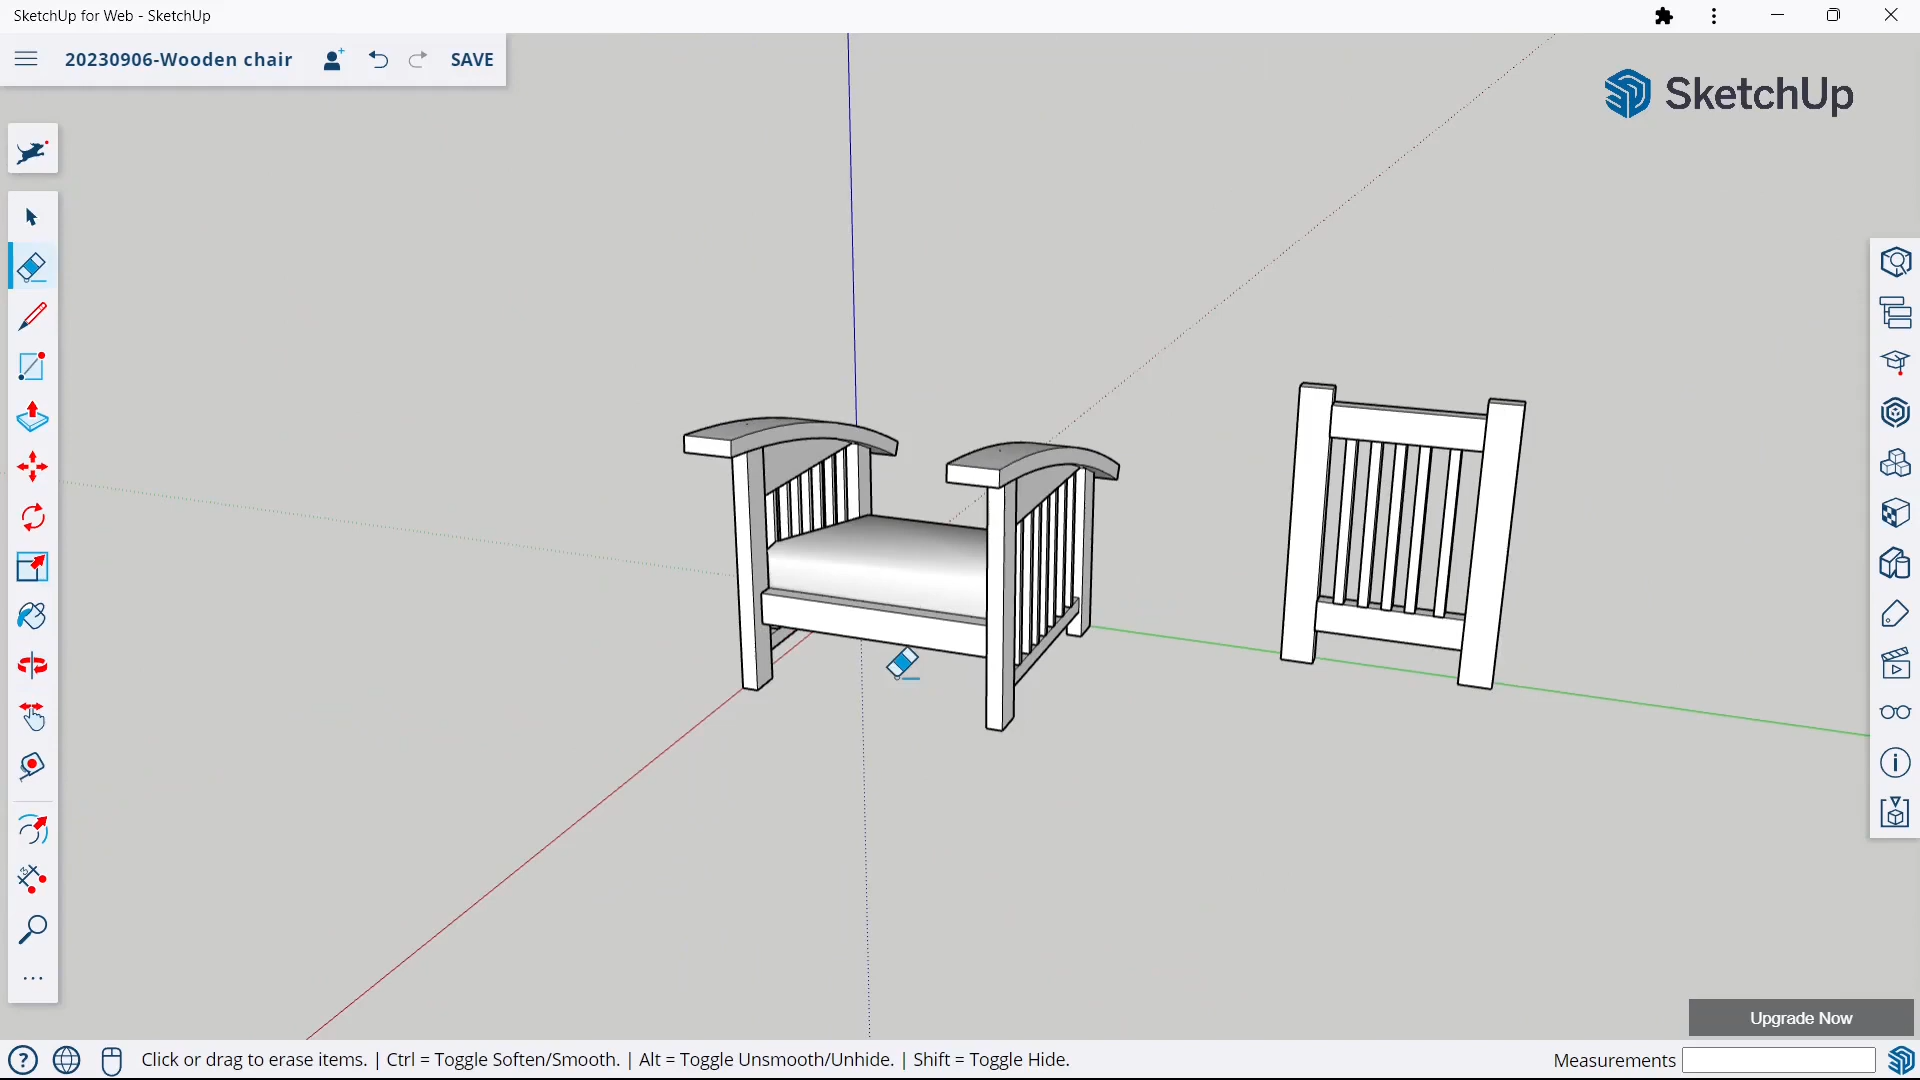 SketchUp for Web - SketchUp
20230906-Wooden chair
SAVE
SketchUp
Upgrade Now
Click or drag to erase items. | Ctrl = Toggle Soften/Smooth. | Alt = Toggle Unsmooth/Unhide. | Shift = Toggle Hide.
Measurements